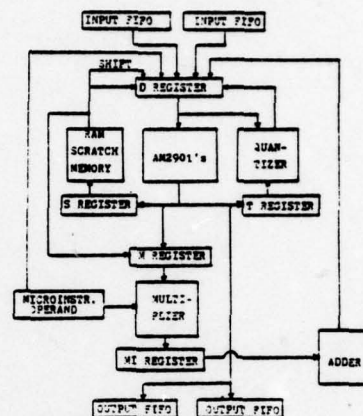 INPUT FIFO
INPUT FIFO
SHIFT
D REGISTER
RAM
SCRATCH
MEMORY
AM2901's
QUAN-
TIZER
S REGISTER
T REGISTER
M REGISTER
MICROINSTR.
OPERAND
MULTI-
PLIER
MI REGISTER
ADDER
OUTPUT FIFO
OUTPUT FIFO